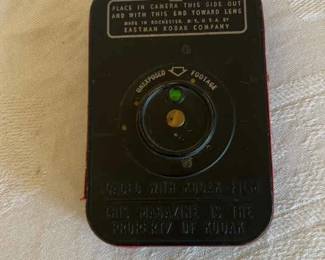 PLACE IN CAMERA THIS SIDE OUT
AND WITH THIS END TOWARD LENS
MADE IN ROCHESTER, N.Y., U.S.A. BY
EASTMAN KODAK COMPANY
UNEXPOSED FOOTAGE
LOADED WITH KODAK FILM
THIS MAGAZINE IS THE
PROPERTY OF KODAK